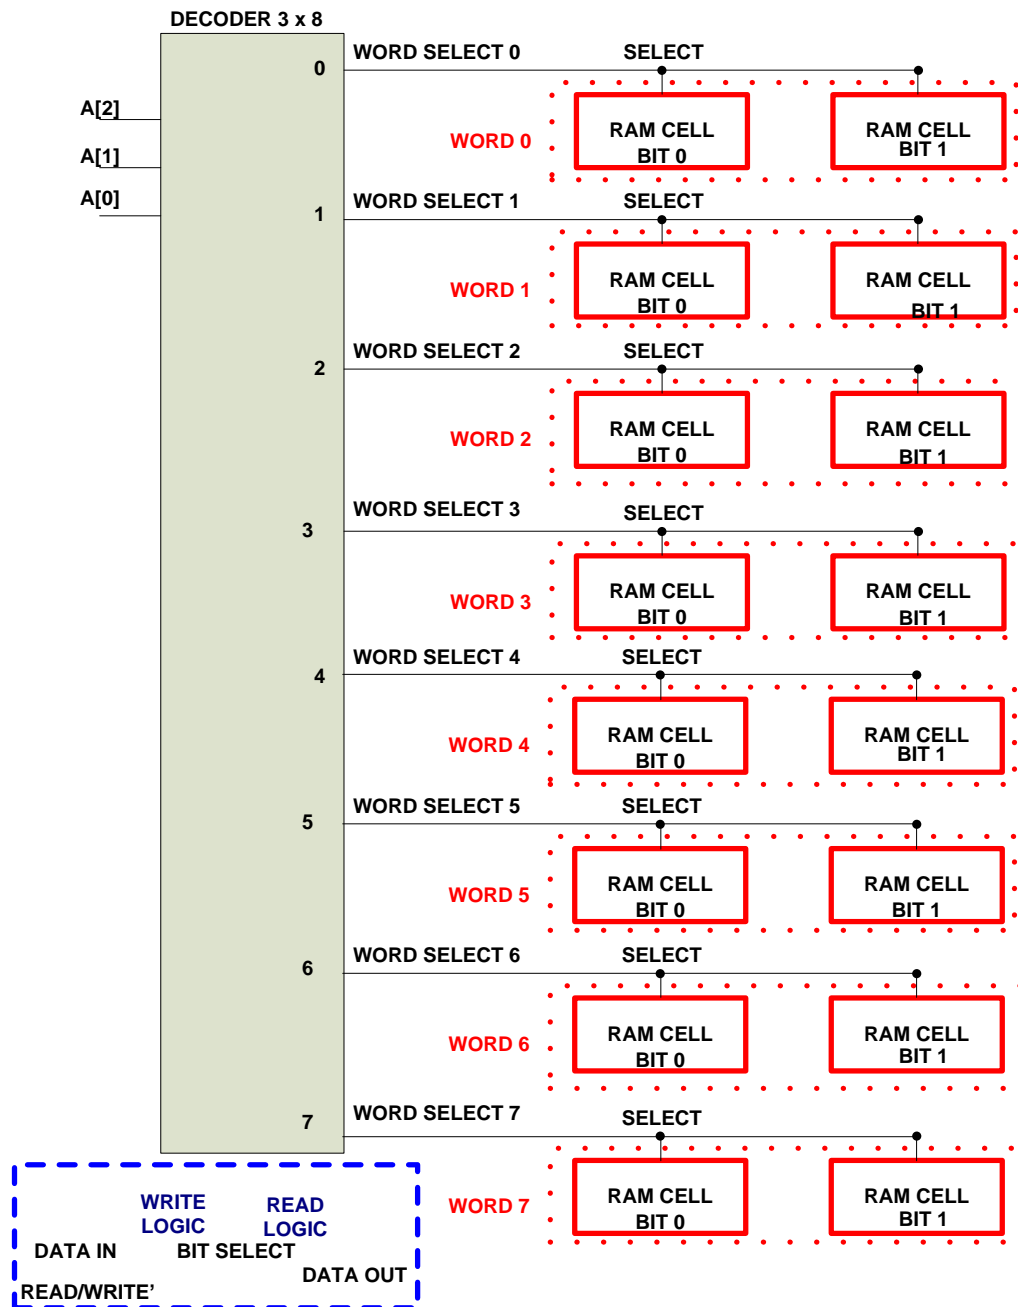 DECODER 3 x 8
0
WORD SELECT 0
SELECT
A[2]
A[1]
A[0]
WORD 0
RAM CELL
BIT 0
RAM CELL
BIT 1
1
WORD SELECT 1
SELECT
WORD 1
RAM CELL
BIT 0
RAM CELL
BIT 1
2
WORD SELECT 2
SELECT
WORD 2
RAM CELL
BIT 0
RAM CELL
BIT 1
3
WORD SELECT 3
SELECT
WORD 3
RAM CELL
BIT 0
RAM CELL
BIT 1
4
WORD SELECT 4
SELECT
WORD 4
RAM CELL
BIT 0
RAM CELL
BIT 1
5
WORD SELECT 5
SELECT
WORD 5
RAM CELL
BIT 0
RAM CELL
BIT 1
6
WORD SELECT 6
SELECT
WORD 6
RAM CELL
BIT 0
RAM CELL
BIT 1
7
WORD SELECT 7
SELECT
WORD 7
RAM CELL
BIT 0
RAM CELL
BIT 1
WRITE
LOGIC
READ
LOGIC
DATA IN
BIT SELECT
DATA OUT
READ/WRITE’